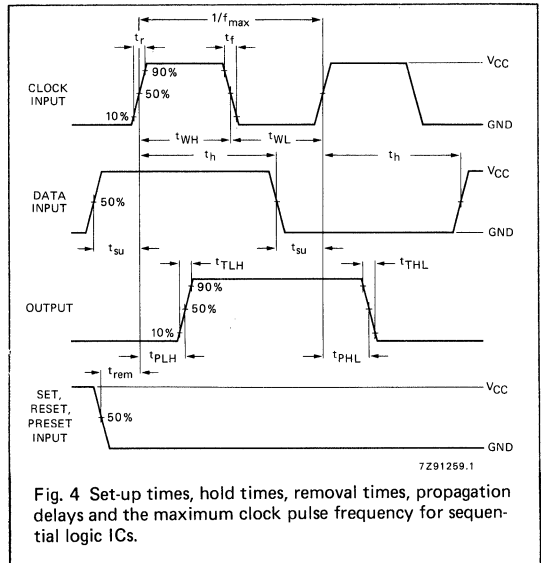 1/fmax
tr
tf
VCC
90%
CLOCK
INPUT
50%
10%
GND
tWH
tWL
th
th
VCC
DATA
INPUT
50%
GND
tsu
tsu
tTLH
tTHL
90%
OUTPUT
50%
10%
tPLH
tPHL
trem
VCC
SET,
RESET,
PRESET
INPUT
50%
GND
7Z91259.1
Fig. 4 Set-up times, hold times, removal times, propagation
delays and the maximum clock pulse frequency for sequen-
tial logic ICs.